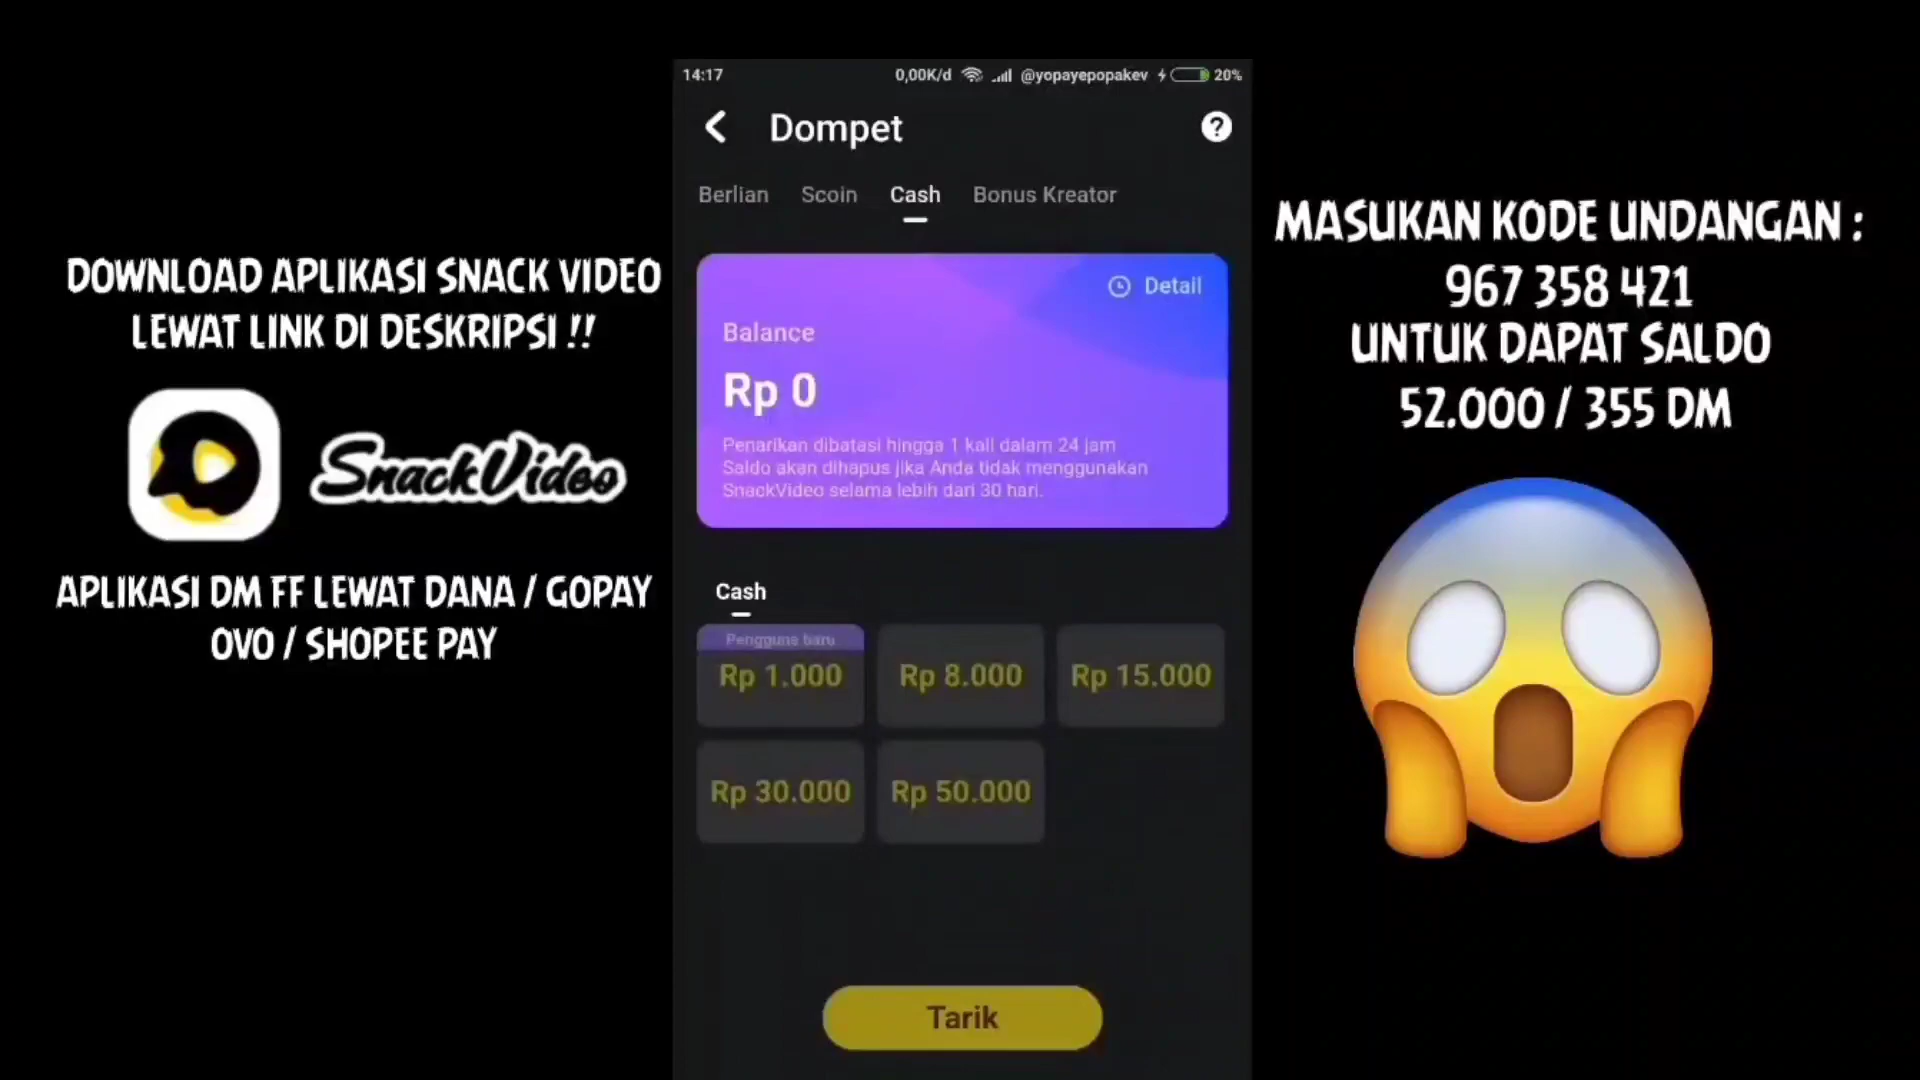 DOWNLOAD APLIKASI SNACK VIDEO
LEWAT LINK DI DESKRIPSI !!
SnackVideo
APLIKASI DM FF LEWAT DANA / GOPAY
OVO / SHOPEE PAY
14:17
0,00K/d
@yopayepopakev
20%
Dompet
?
Berlian
Scoin
Cash
Bonus Kreator
Detail
Balance
Rp 0
Penarikan dibatasi hingga 1 kali dalam 24 jam
Saldo akan dihapus jika Anda tidak menggunakan
SnackVideo selama lebih dari 30 hari.
Cash
Pengguna baru
Rp 1.000
Rp 8.000
Rp 15.000
Rp 30.000
Rp 50.000
Tarik
MASUKAN KODE UNDANGAN :
967 358 421
UNTUK DAPAT SALDO
52.000 / 355 DM